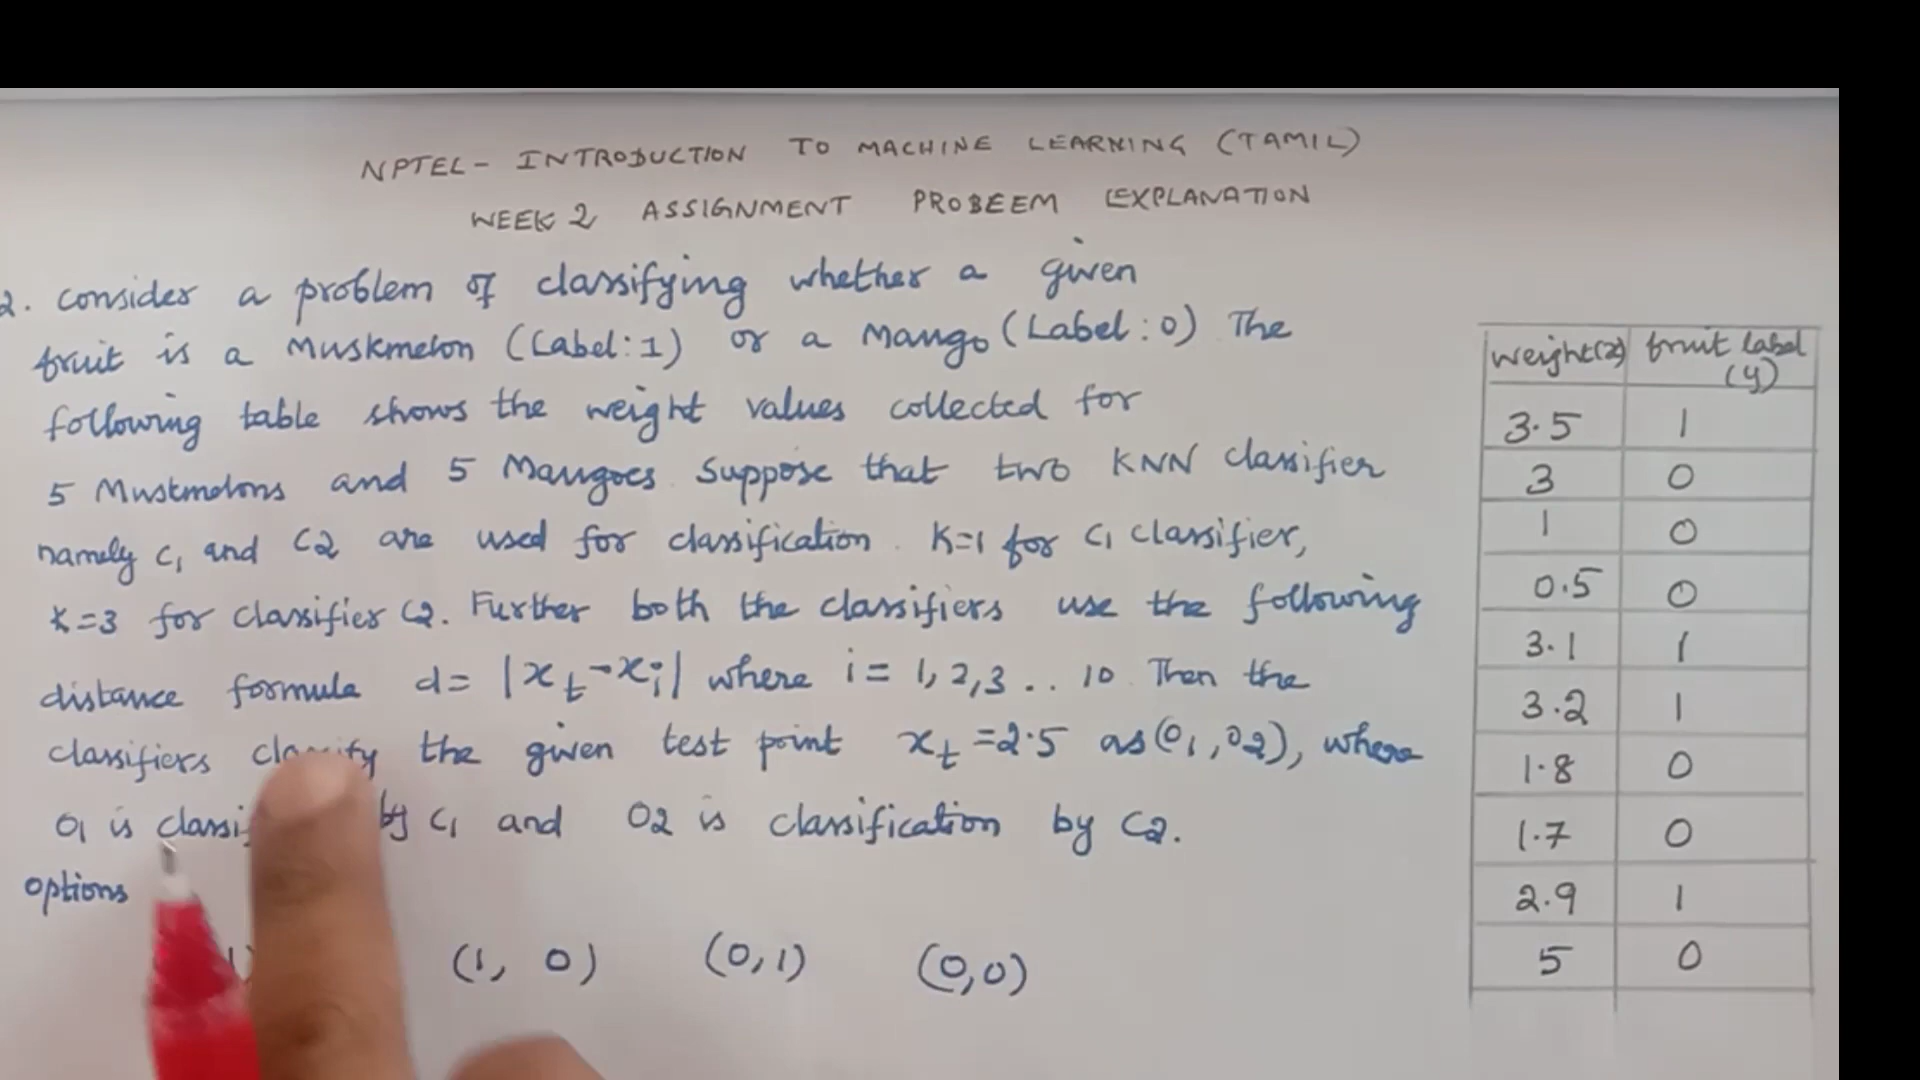 NPTEL- INTRODUCTION TO MACHINE LEARNING (TAMIL)
WEEK 2 ASSIGNMENT PROBEEM EXPLANATION
2. consider a problem of classifying whether a given
fruit is a Muskmelon (Label:1) or a Mango (Label:0) The
following table shows the weight values collected for
5 Muskmelons and 5 Mangoes. Suppose that two KNN classifier
namely C1 and C2 are used for classification. K=1 for C1 classifier,
K=3 for classifier C2. Further both the classifiers use the following
distance formula d= |xt-xi| where i= 1,2,3 .. 10 Then the
classifiers classify the given test point xt =2.5 as (O1,O2), where
O1 is by C1 and O2 is classification by C2.
options
1) (1, 0) (0,1) (0,0)
weight(x) fruit label (y)
3.5 1
3 0
1 0
0.5 0
3.1 1
3.2 1
1.8 0
1.7 0
2.9 1
5 0